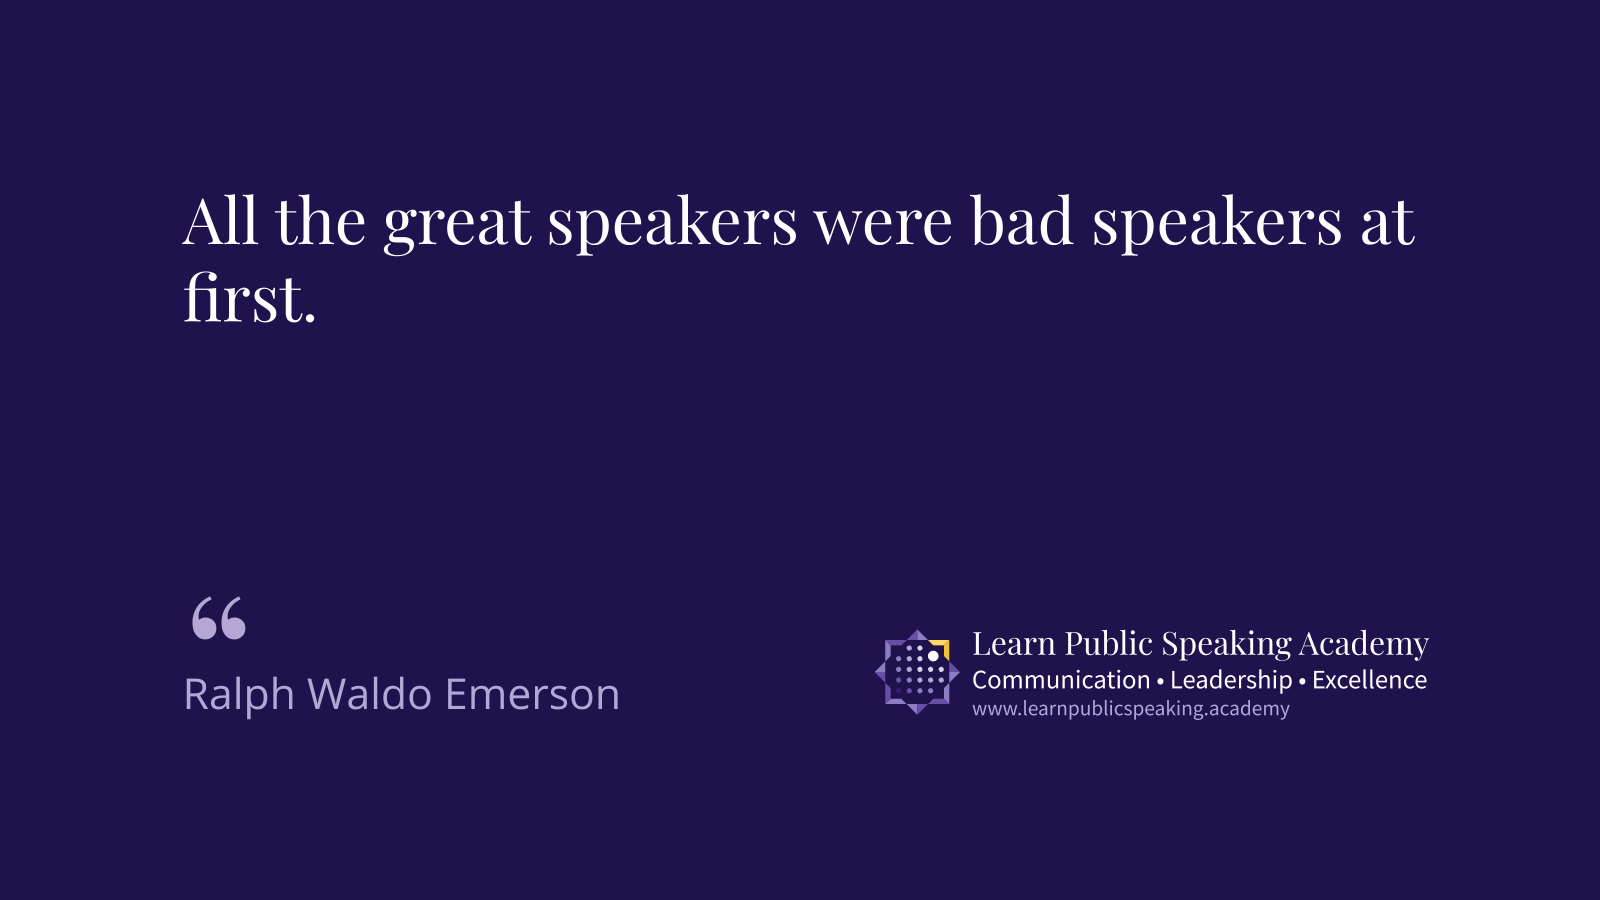 All the great speakers were bad speakers at
first.
“
Ralph Waldo Emerson
Learn Public Speaking Academy
Communication • Leadership • Excellence
www.learnpublicspeaking.academy